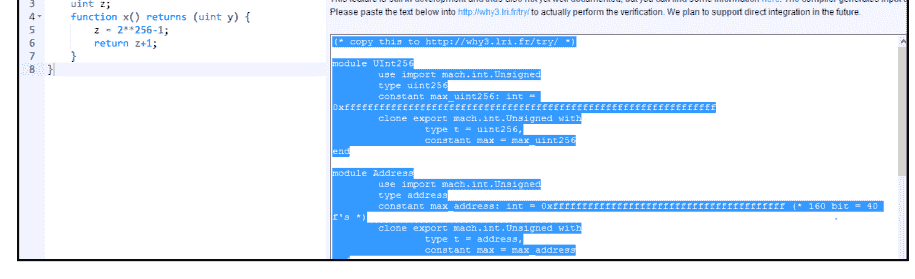 3 uint z;
4 function x() returns (uint y) {
5 z = 2**256-1;
6 return z+1;
7 }
8 }
Please paste the text below into http://why3.lri.fr/try/ to actually perform the verification. We plan to support direct integration in the future.
(* copy this to http://why3.lri.fr/try/ *)
module UInt256
use import mach.int.Unsigned
type uint256
constant max_uint256: int =
0xffffffffffffffffffffffffffffffffffffffffffffffffffffffffffffffff
clone export mach.int.Unsigned with
type t = uint256,
constant max = max_uint256
end
module Address
use import mach.int.Unsigned
type address
constant max_address: int = 0xffffffffffffffffffffffffffffffffffffffff (* 160 bit = 40
f's *)
clone export mach.int.Unsigned with
type t = address,
constant max = max_address